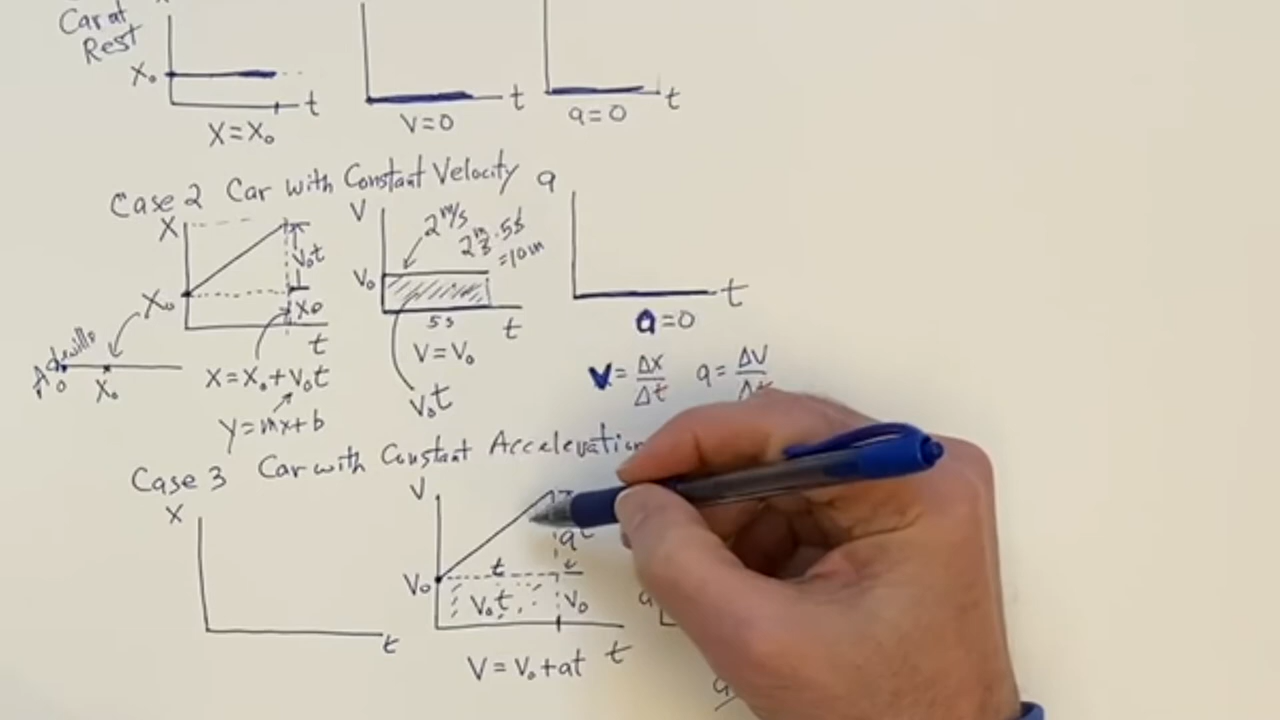 Car at
Rest
X₀
t
t
t
X=X₀
V=0
a=0
Case 2 Car with Constant Velocity
a
X
V
2 m/s
2 m/s · 5s
=10m
V₀t
V₀
X₀
X₀
5s
t
t
t
V=V₀
a=0
0
X₀
X=X₀+V₀t
V₀t
V=ΔX/Δt a=ΔV/Δt
y=mx+b
Case 3 Car with Constant Acceleration
X
V
at
t
V₀
V₀t
V₀
a
t
t
V=V₀+at